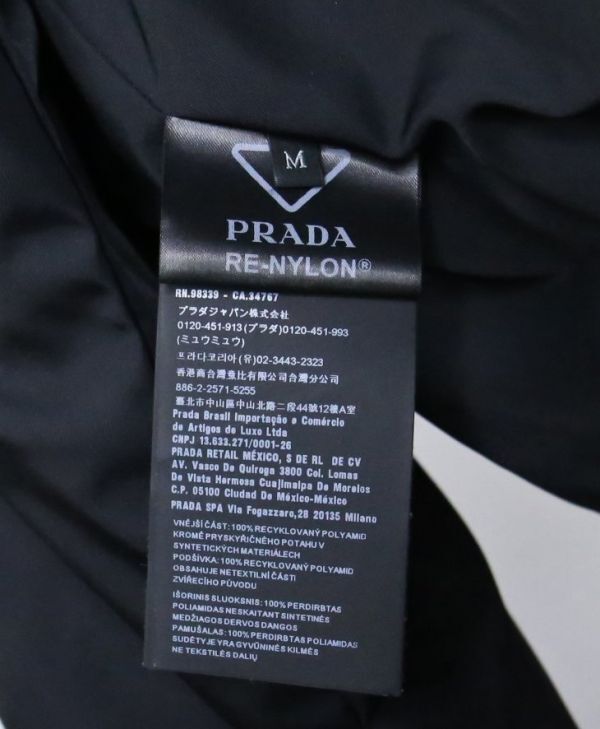 M
PRADA
RE-NYLON®
RN.98339 - CA.34767
プラダジャパン株式会社
0120-451-913(プラダ)0120-451-993
(ミュウミュウ)
프라다코리아(유)02-3443-2323
香港商台灣壹比有限公司台灣分公司
886-2-2571-5255
臺北市中山區中山北路二段44號12樓A室
Prada Brasil Importação e Comércio
de Artigos de Luxo Ltda
CNPJ 13.633.271/0001-26
PRADA RETAIL MÉXICO, S DE RL DE CV
AV. Vasco De Quiroga 3800 Col. Lomas
De Vista Hermosa Cuajimalpa De Morelos
C.P. 05100 Ciudad De México-México
PRADA SPA Via Fogazzaro,28 20135 Milano
VNĚJŠÍ ČÁST: 100% RECYKLOVANÝ POLYAMID
KROMĚ PRYSKYŘIČNÉHO POTAHU V
SYNTETICKÝCH MATERIÁLECH
PODŠÍVKA: 100% RECYKLOVANÝ POLYAMID
OBSAHUJE NETEXTILNÍ ČÁSTI
ZVÍŘECÍHO PŮVODU
IŠORINIS SLUOKSNIS: 100% PERDIRBTAS
POLIAMIDAS NESKAITANT SINTETINĖS
MEDŽIAGOS DERVOS DANGOS
PAMUŠALAS: 100% PERDIRBTAS POLIAMIDAS
SUDĖTYJE YRA GYVŪNINĖS KILMĖS
NE TEKSTILĖS DALIŲ